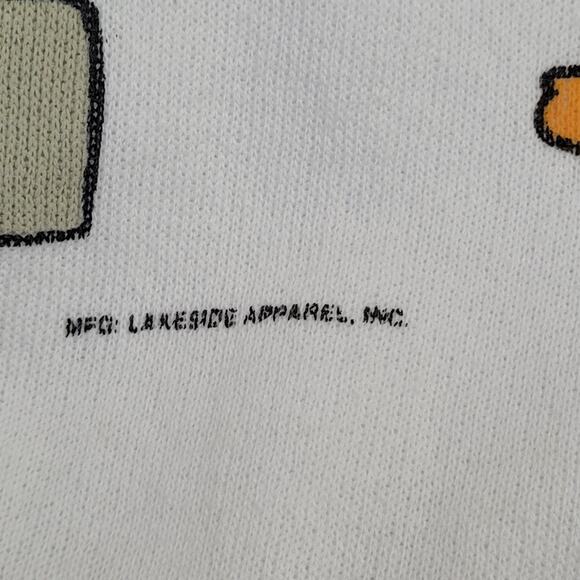 MFG: LAKESIDE APPAREL, INC.